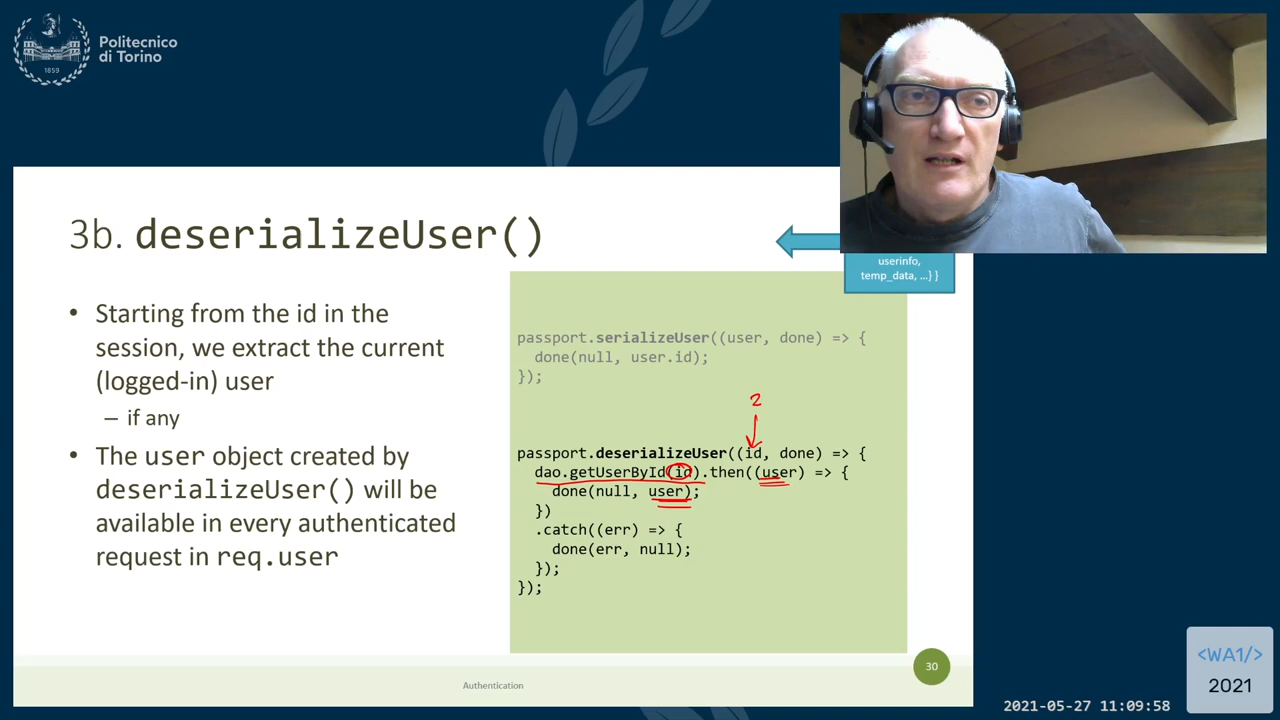 Politecnico
di Torino
1859
3b. deserializeUser()
userinfo,
temp_data, ...} }
• Starting from the id in the
session, we extract the current
(logged-in) user
– if any
• The user object created by
deserializeUser() will be
available in every authenticated
request in req.user
passport.serializeUser((user, done) => {
done(null, user.id);
});
2
passport.deserializeUser((id, done) => {
dao.getUserById(id).then((user) => {
done(null, user);
})
.catch((err) => {
done(err, null);
});
});
30
Authentication
<WA1/>
2021
2021-05-27 11:09:58